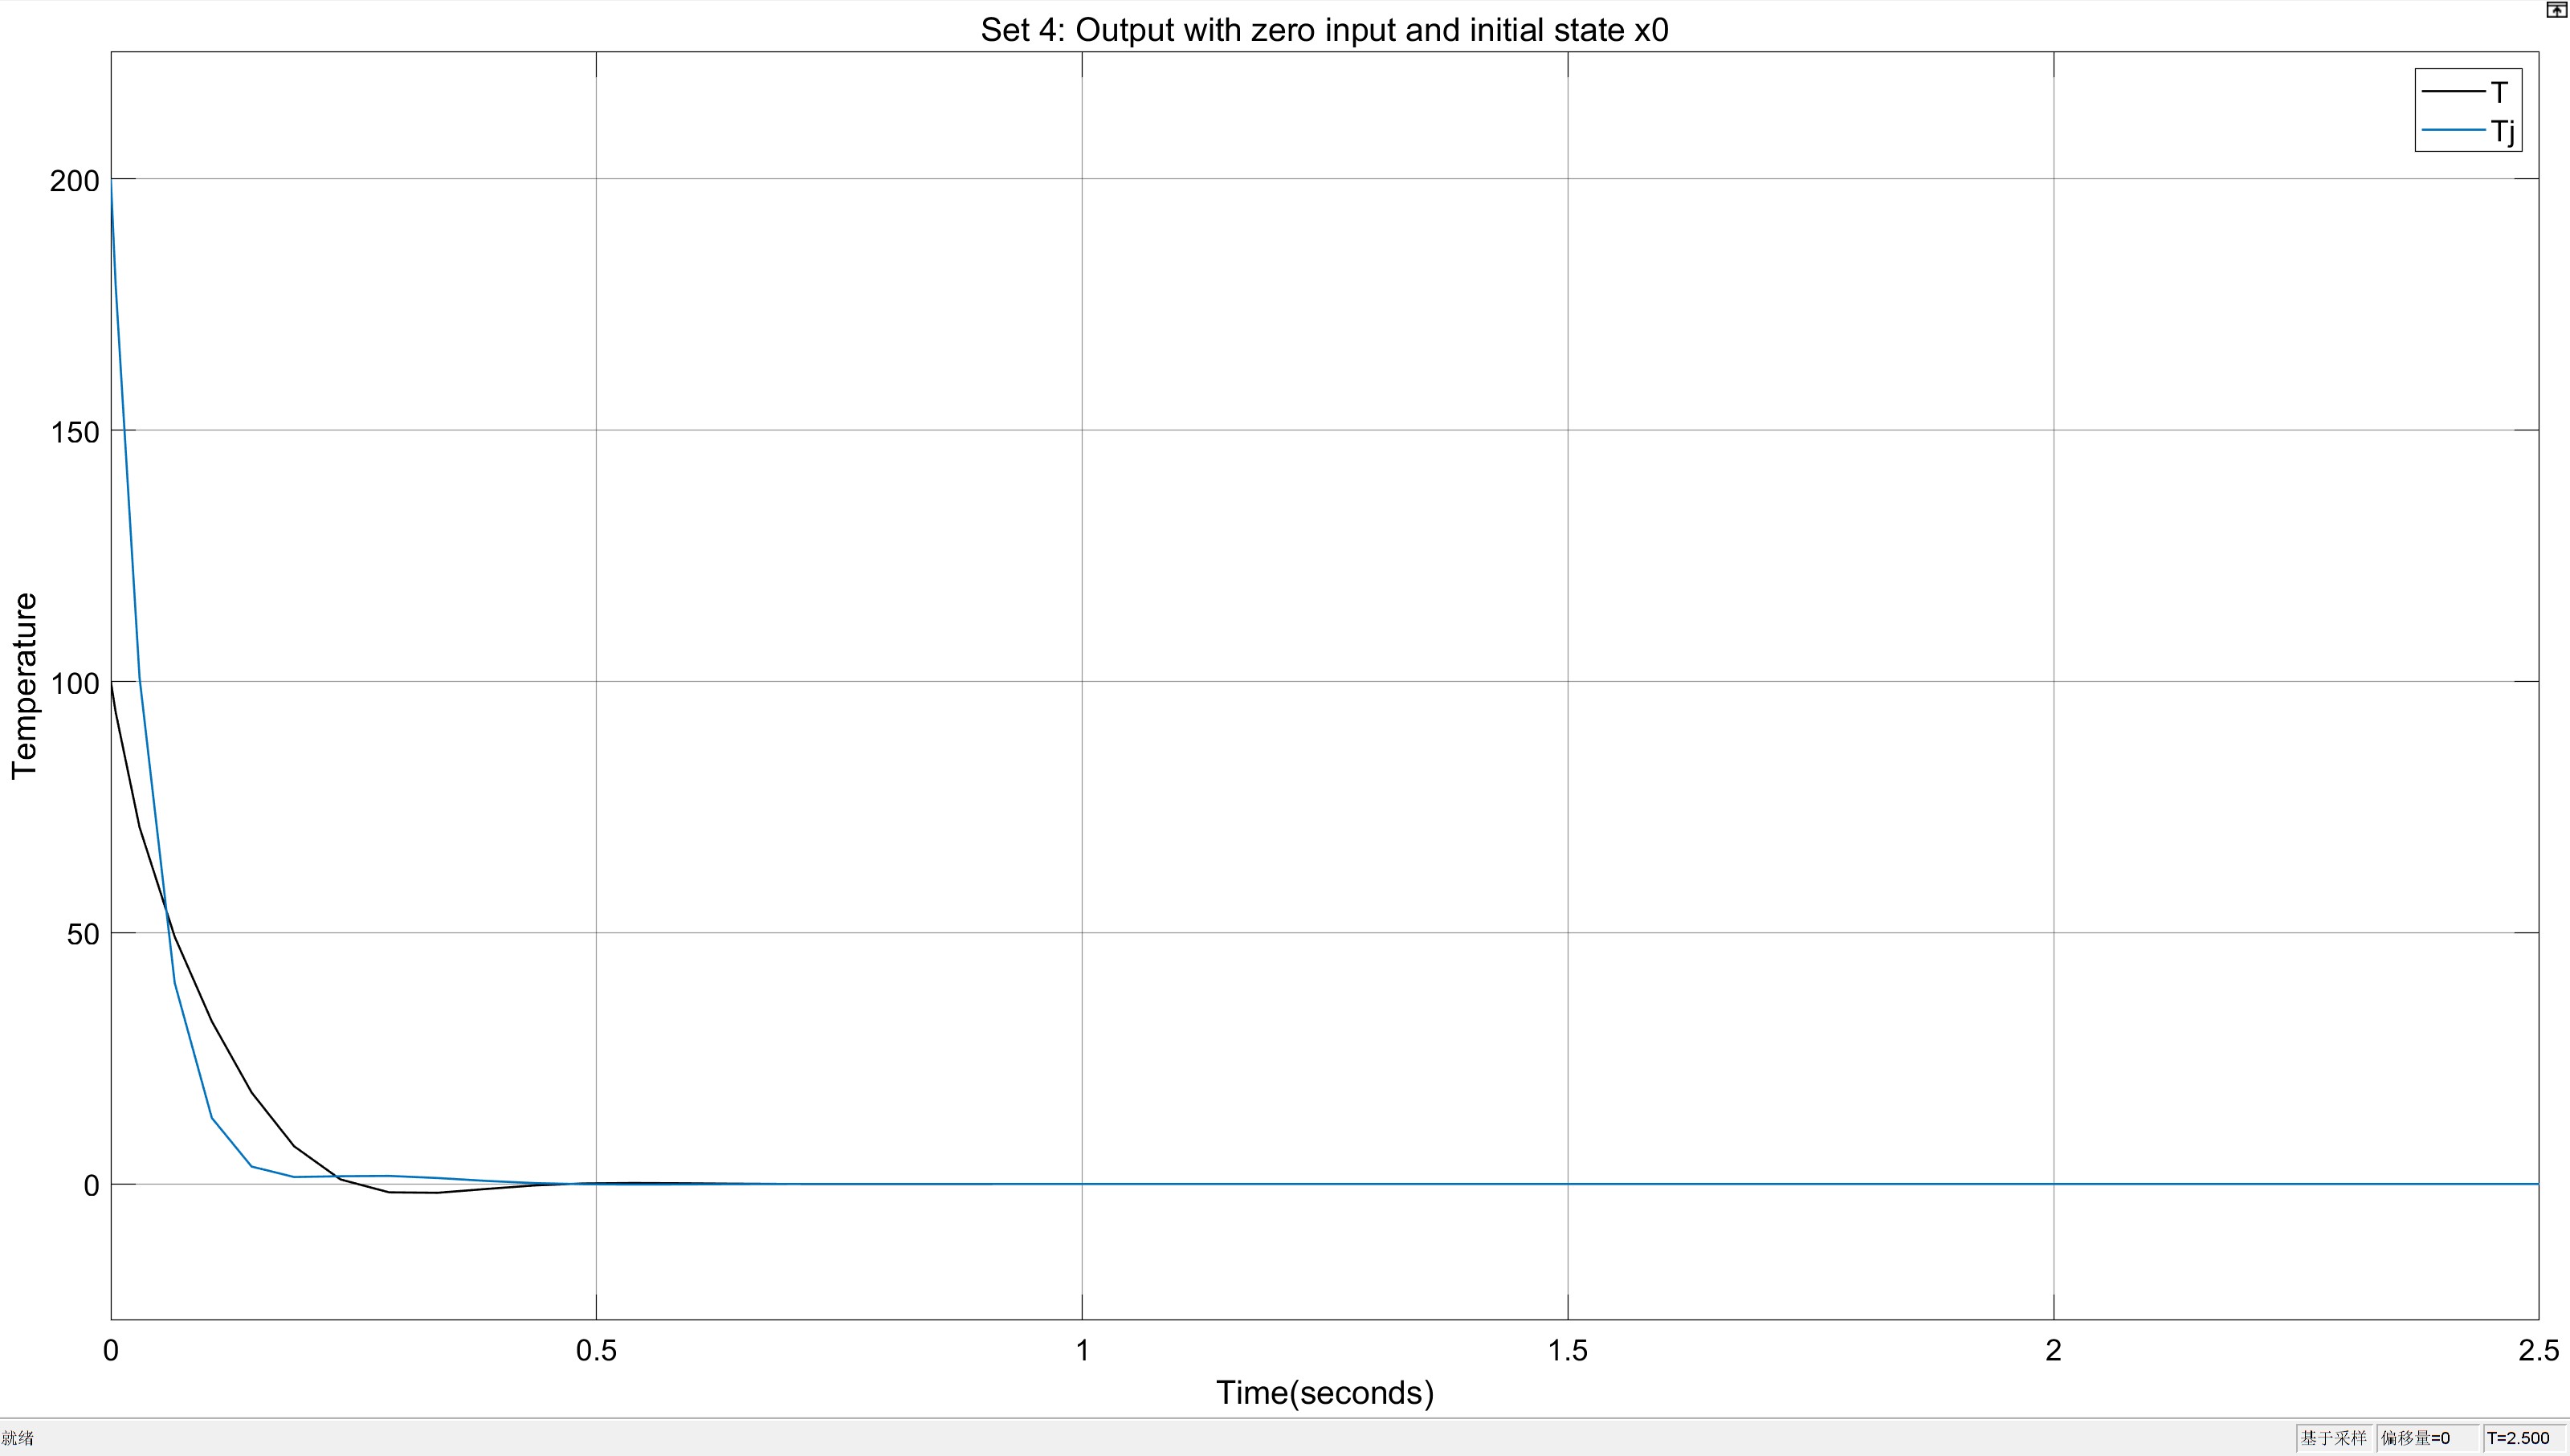 Set 4: Output with zero input and initial state x0
T
Tj
200
150
100
50
0
Temperature
0 0.5 1 1.5 2 2.5
Time(seconds)
就绪 基于采样 偏移量=0 T=2.500